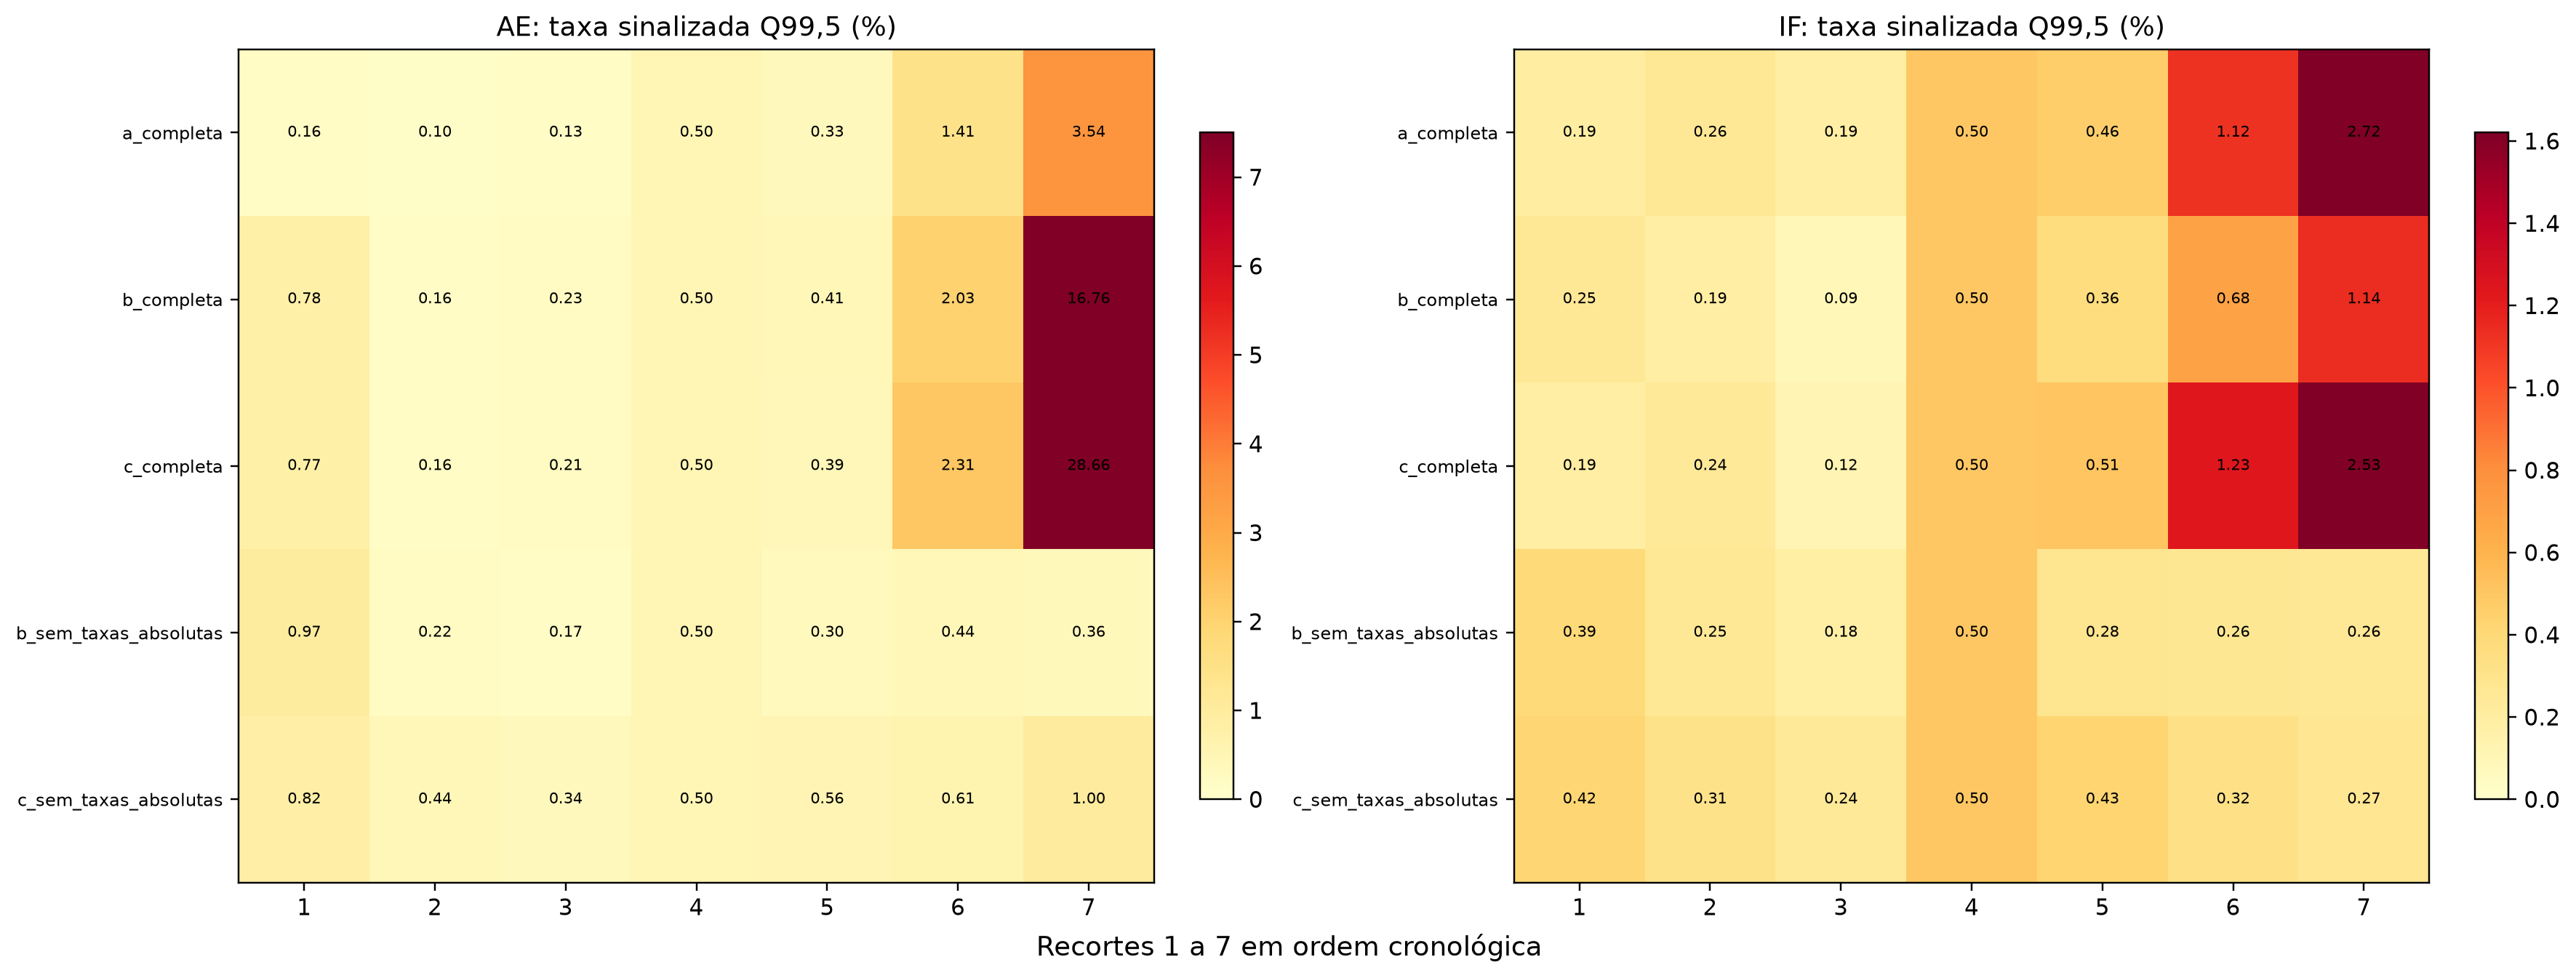 AE: taxa sinalizada Q99,5 (%)
a_completa 0.16 0.10 0.13 0.50 0.33 1.41 3.54
b_completa 0.78 0.16 0.23 0.50 0.41 2.03 16.76
c_completa 0.77 0.16 0.21 0.50 0.39 2.31 28.66
b_sem_taxas_absolutas 0.97 0.22 0.17 0.50 0.30 0.44 0.36
c_sem_taxas_absolutas 0.82 0.44 0.34 0.50 0.56 0.61 1.00
1 2 3 4 5 6 7
7
6
5
4
3
2
1
0
IF: taxa sinalizada Q99,5 (%)
a_completa 0.19 0.26 0.19 0.50 0.46 1.12 2.72
b_completa 0.25 0.19 0.09 0.50 0.36 0.68 1.14
c_completa 0.19 0.24 0.12 0.50 0.51 1.23 2.53
b_sem_taxas_absolutas 0.39 0.25 0.18 0.50 0.28 0.26 0.26
c_sem_taxas_absolutas 0.42 0.31 0.24 0.50 0.43 0.32 0.27
1 2 3 4 5 6 7
1.6
1.4
1.2
1.0
0.8
0.6
0.4
0.2
0.0
Recortes 1 a 7 em ordem cronológica